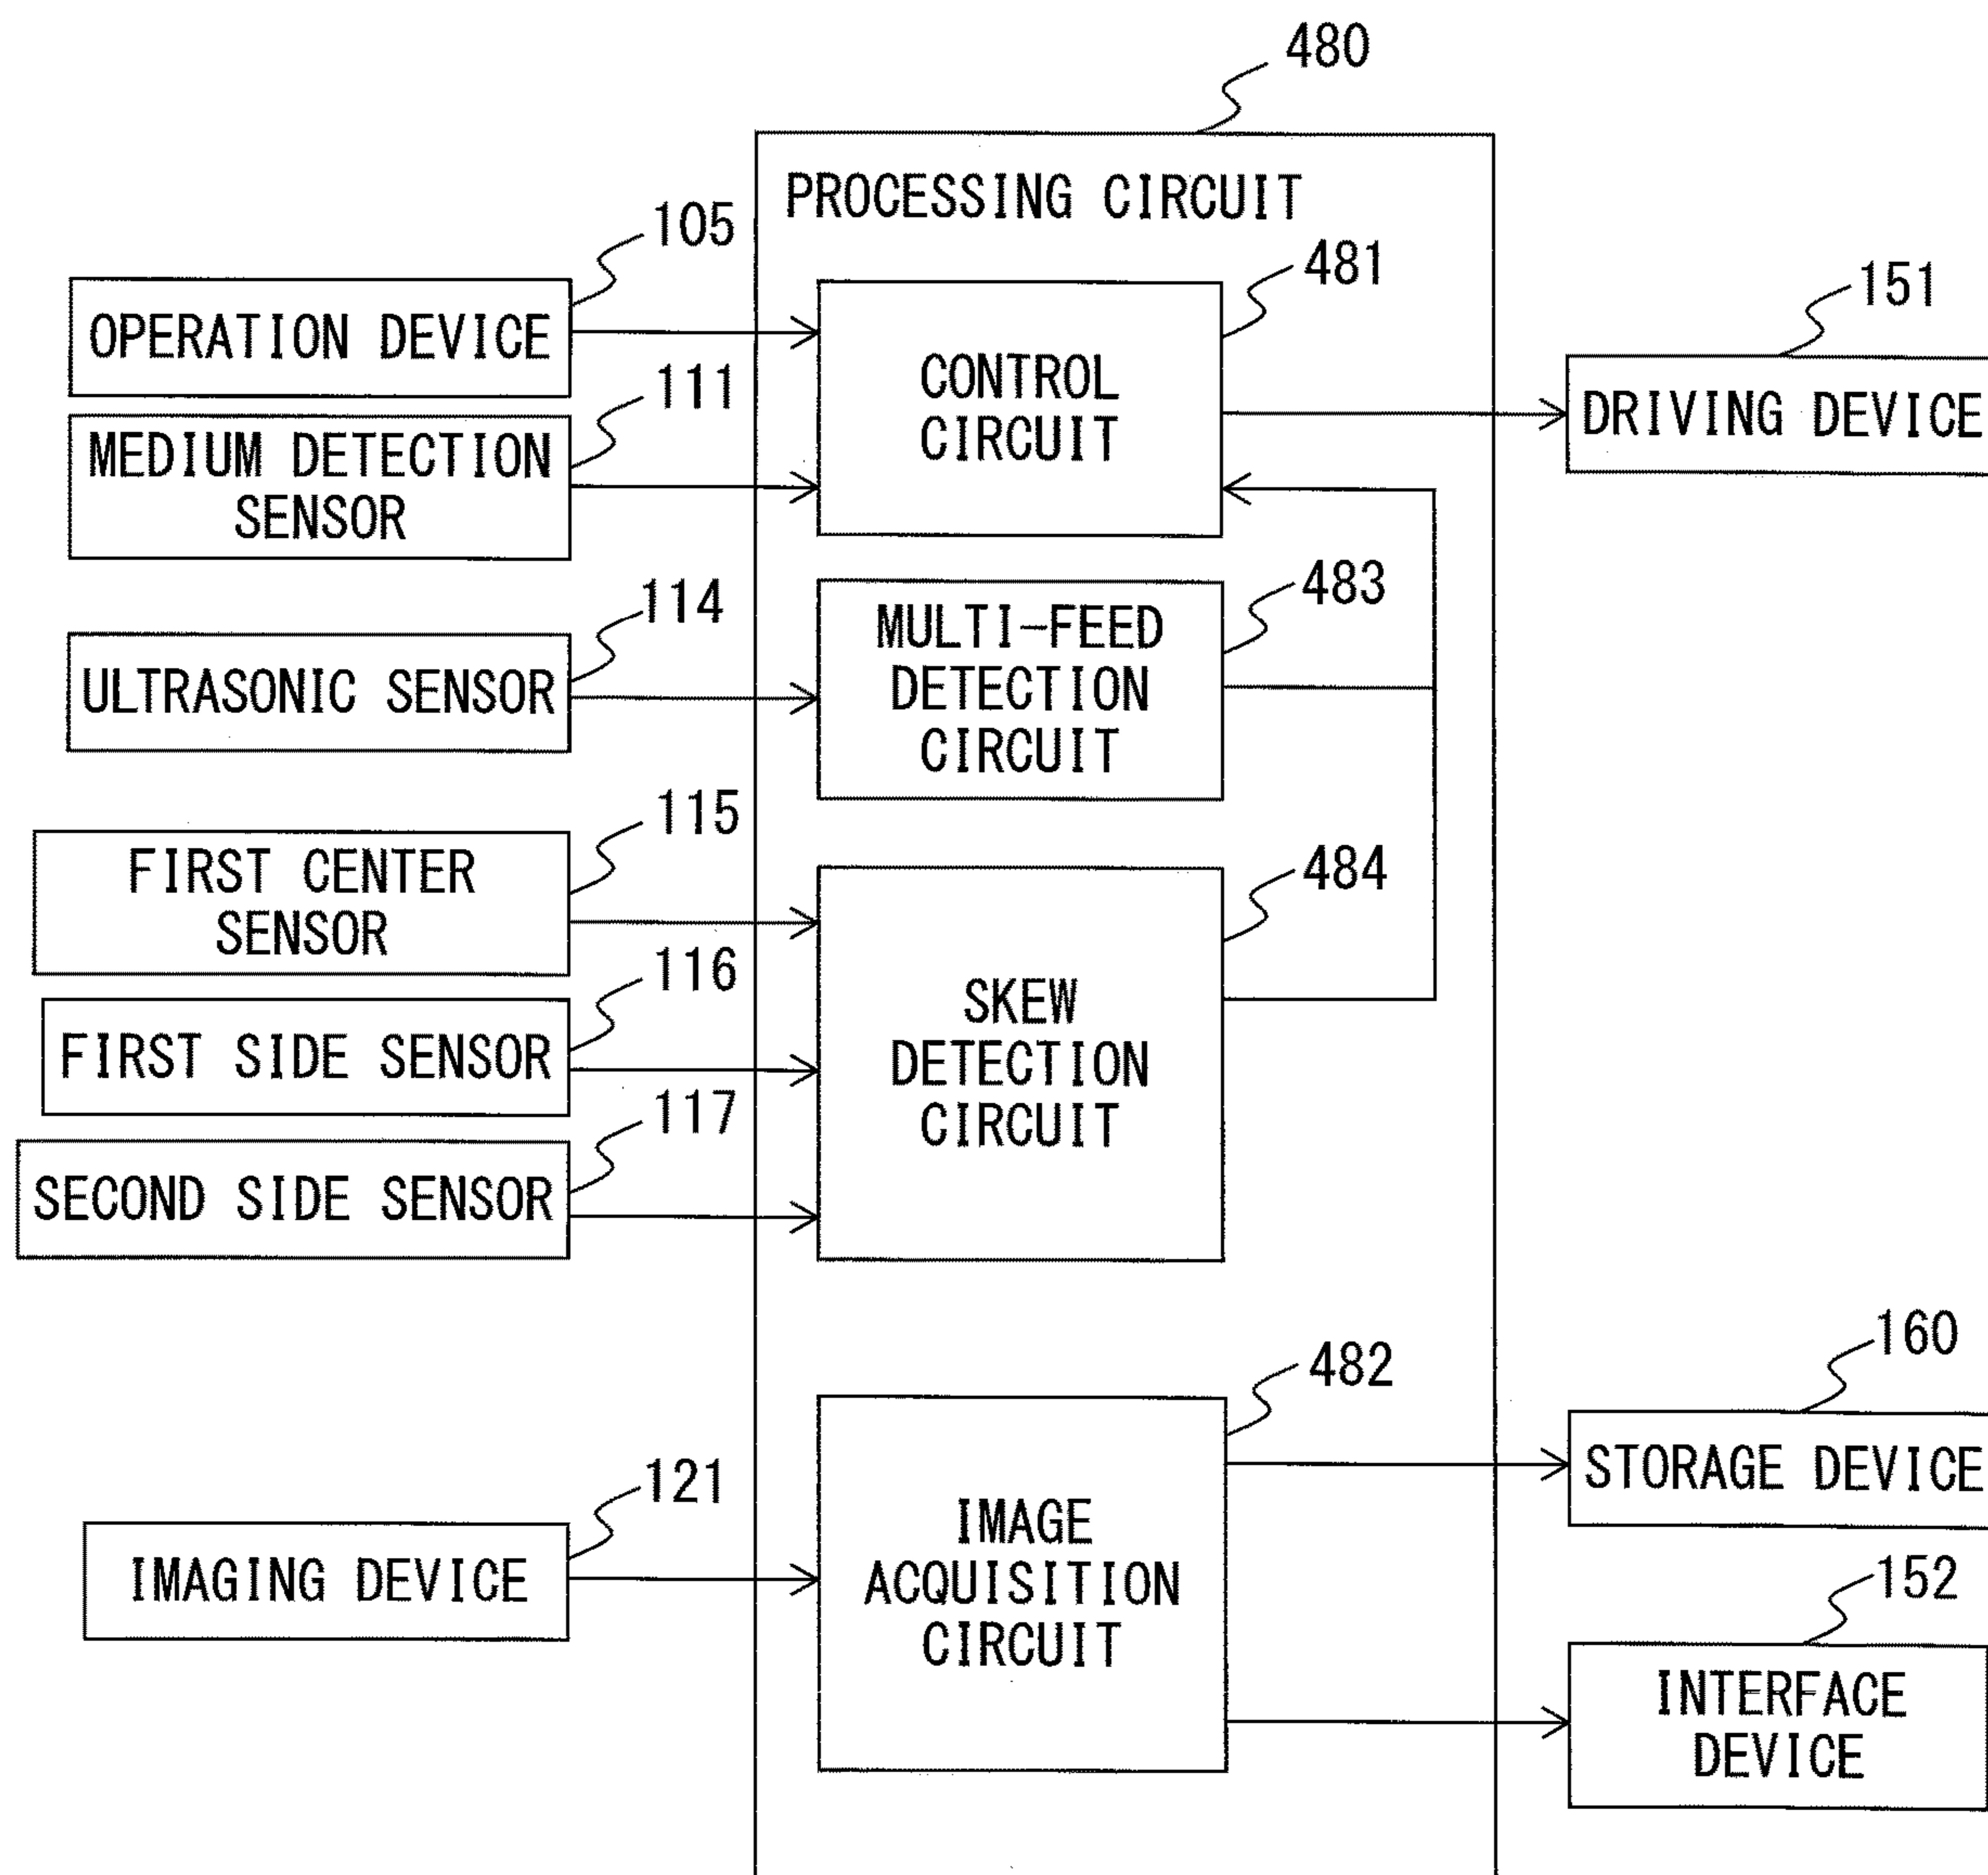 480
PROCESSING CIRCUIT
105
OPERATION DEVICE
481
CONTROL
CIRCUIT
151
DRIVING DEVICE
111
MEDIUM DETECTION
SENSOR
114
ULTRASONIC SENSOR
483
MULTI-FEED
DETECTION
CIRCUIT
115
FIRST CENTER
SENSOR
484
SKEW
DETECTION
CIRCUIT
116
FIRST SIDE SENSOR
117
SECOND SIDE SENSOR
121
IMAGING DEVICE
482
IMAGE
ACQUISITION
CIRCUIT
160
STORAGE DEVICE
152
INTERFACE
DEVICE